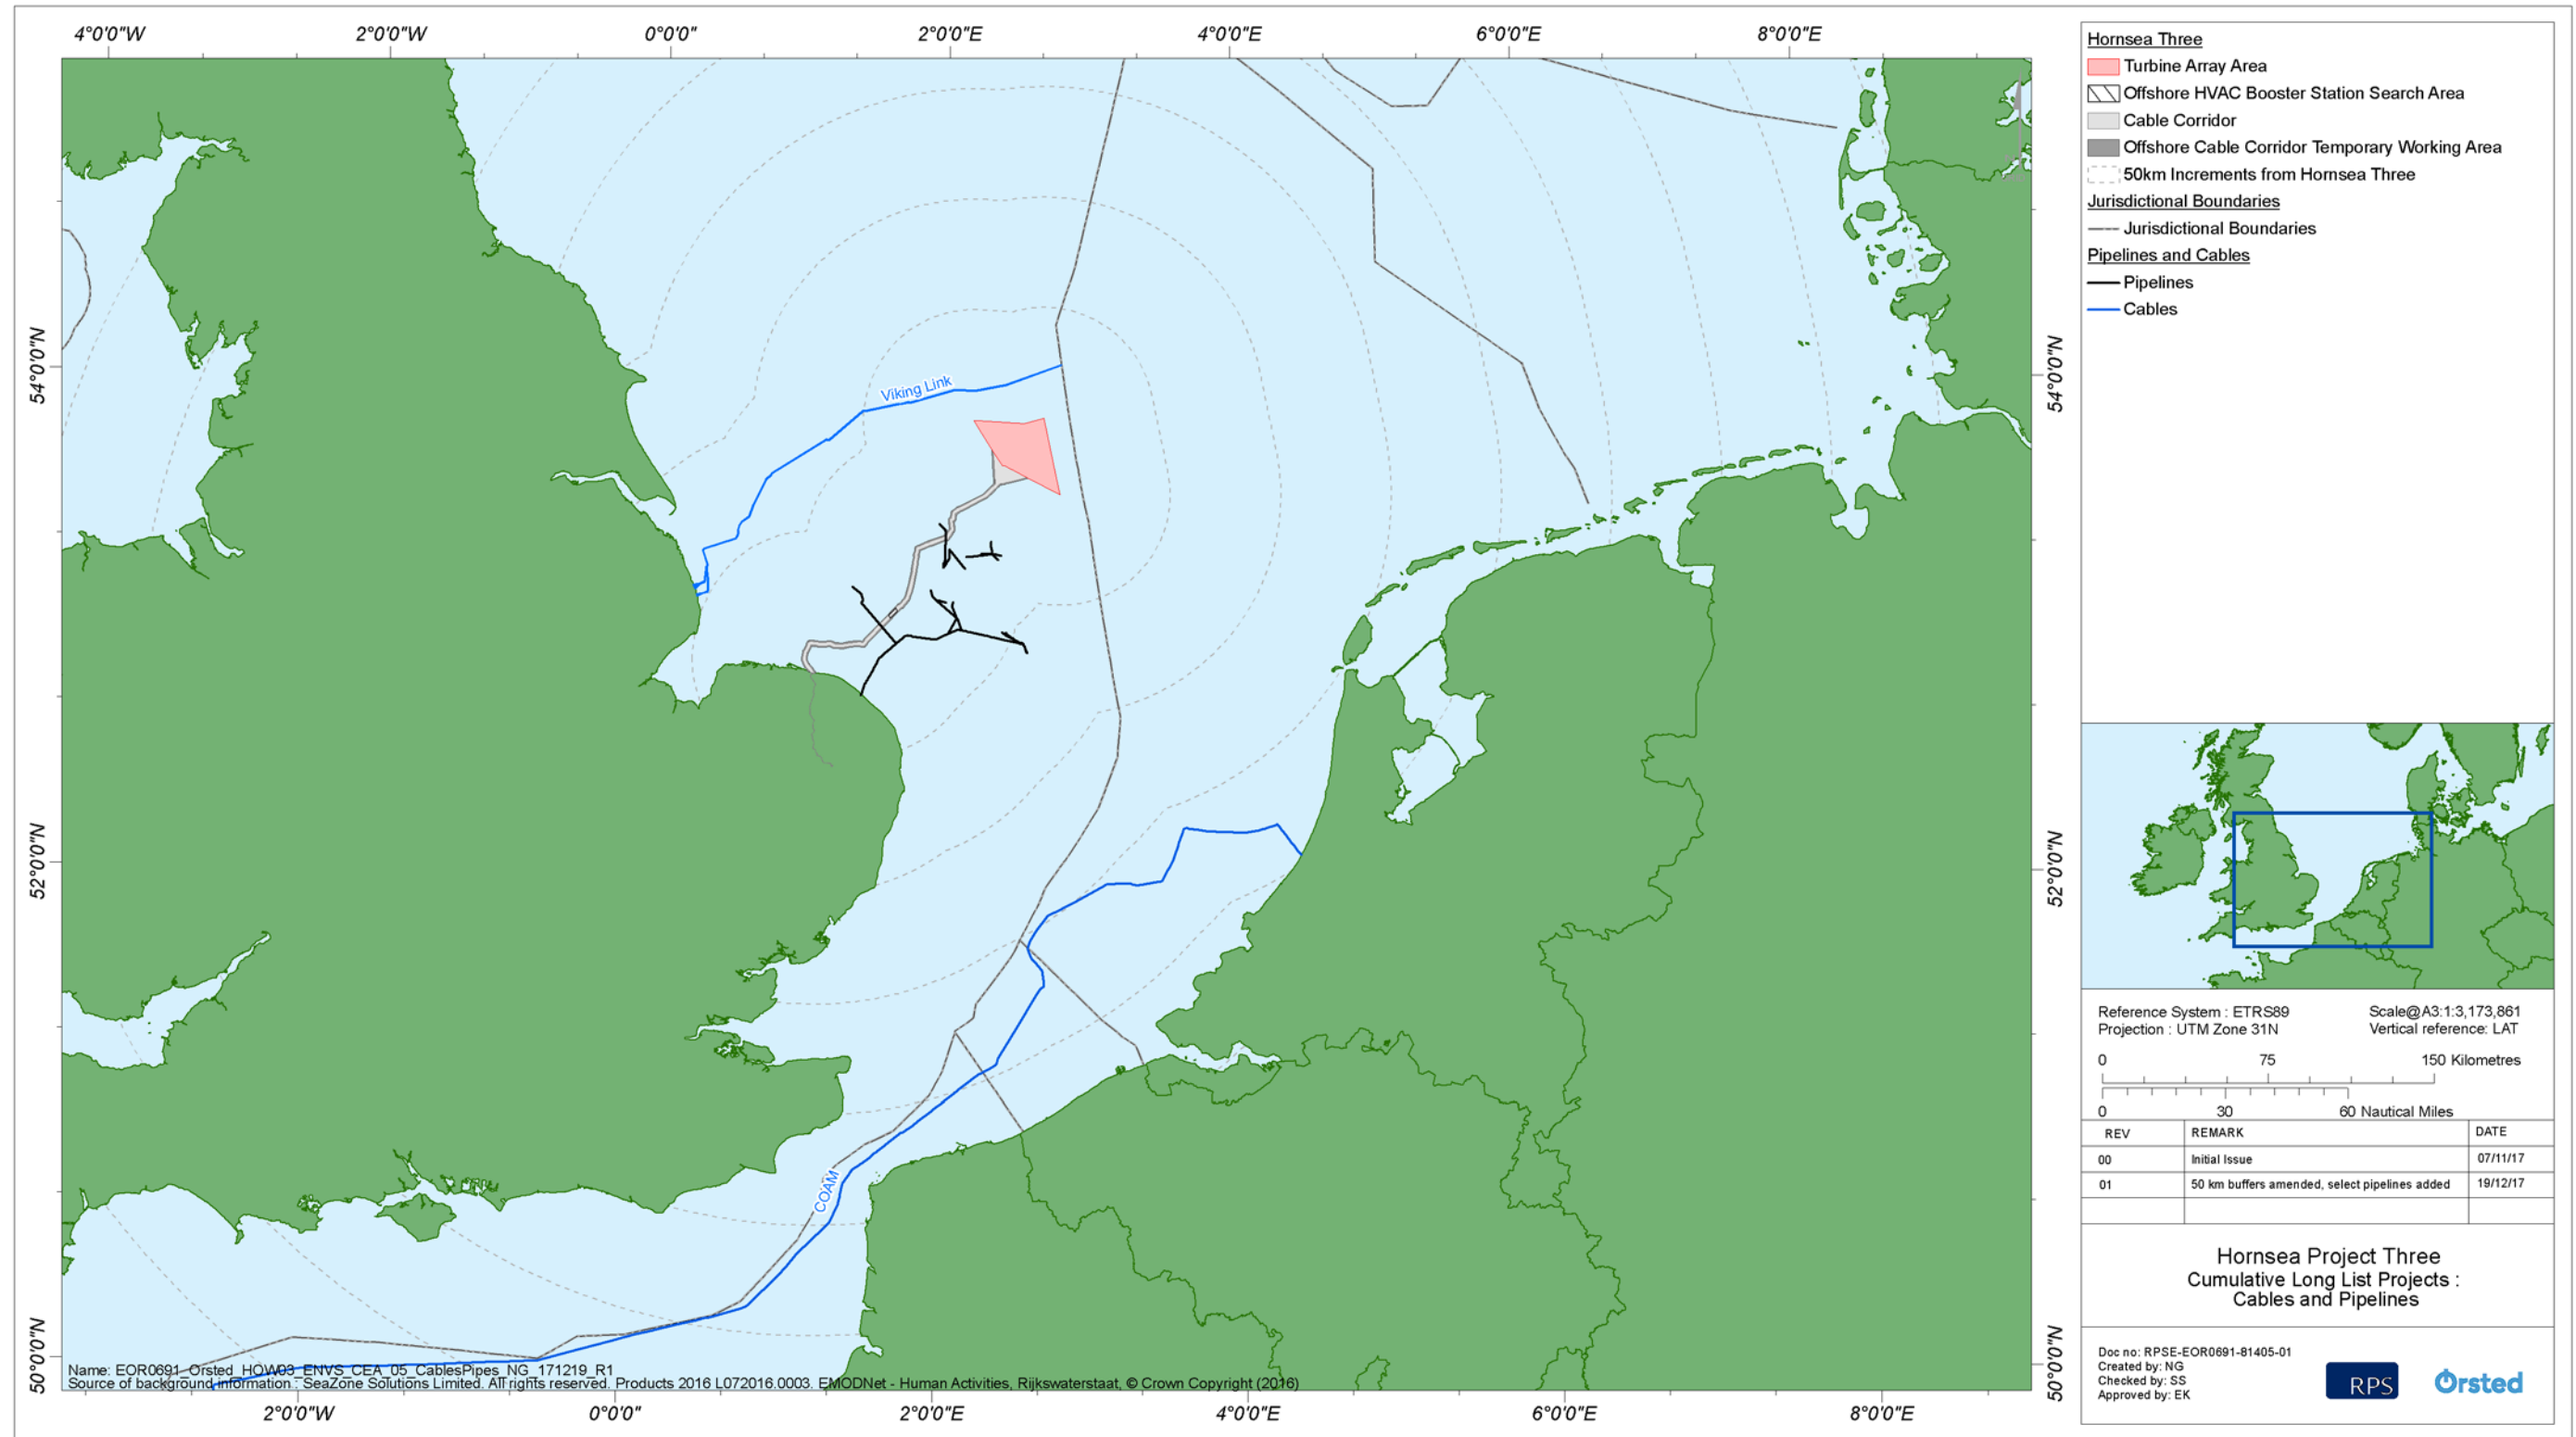 4°0'0"W 2°0'0"W 0°0'0" 2°0'0"E 4°0'0"E 6°0'0"E 8°0'0"E
54°0'0"N
54°0'0"N
52°0'0"N
52°0'0"N
50°0'0"N
50°0'0"N
Viking Link
COAM
Name: EOR0691_Orsted_HOW03_ENVS_CEA_05_CablesPipes_NG_171219_R1
Source of background information : SeaZone Solutions Limited. All rights reserved. Products 2016 L072016.0003. EMODNet - Human Activities, Rijkswaterstaat, © Crown Copyright (2016)
2°0'0"W 0°0'0" 2°0'0"E 4°0'0"E 6°0'0"E 8°0'0"E
Hornsea Three
Turbine Array Area
Offshore HVAC Booster Station Search Area
Cable Corridor
Offshore Cable Corridor Temporary Working Area
50km Increments from Hornsea Three
Jurisdictional Boundaries
Jurisdictional Boundaries
Pipelines and Cables
Pipelines
Cables
Reference System : ETRS89 Scale@A3:1:3,173,861
Projection : UTM Zone 31N Vertical reference: LAT
0 75 150 Kilometres
0 30 60 Nautical Miles
REV REMARK DATE
00 Initial Issue 07/11/17
01 50 km buffers amended, select pipelines added 19/12/17
Hornsea Project Three
Cumulative Long List Projects :
Cables and Pipelines
Doc no: RPSE-EOR0691-81405-01
Created by: NG
Checked by: SS
Approved by: EK
RPS
Ørsted